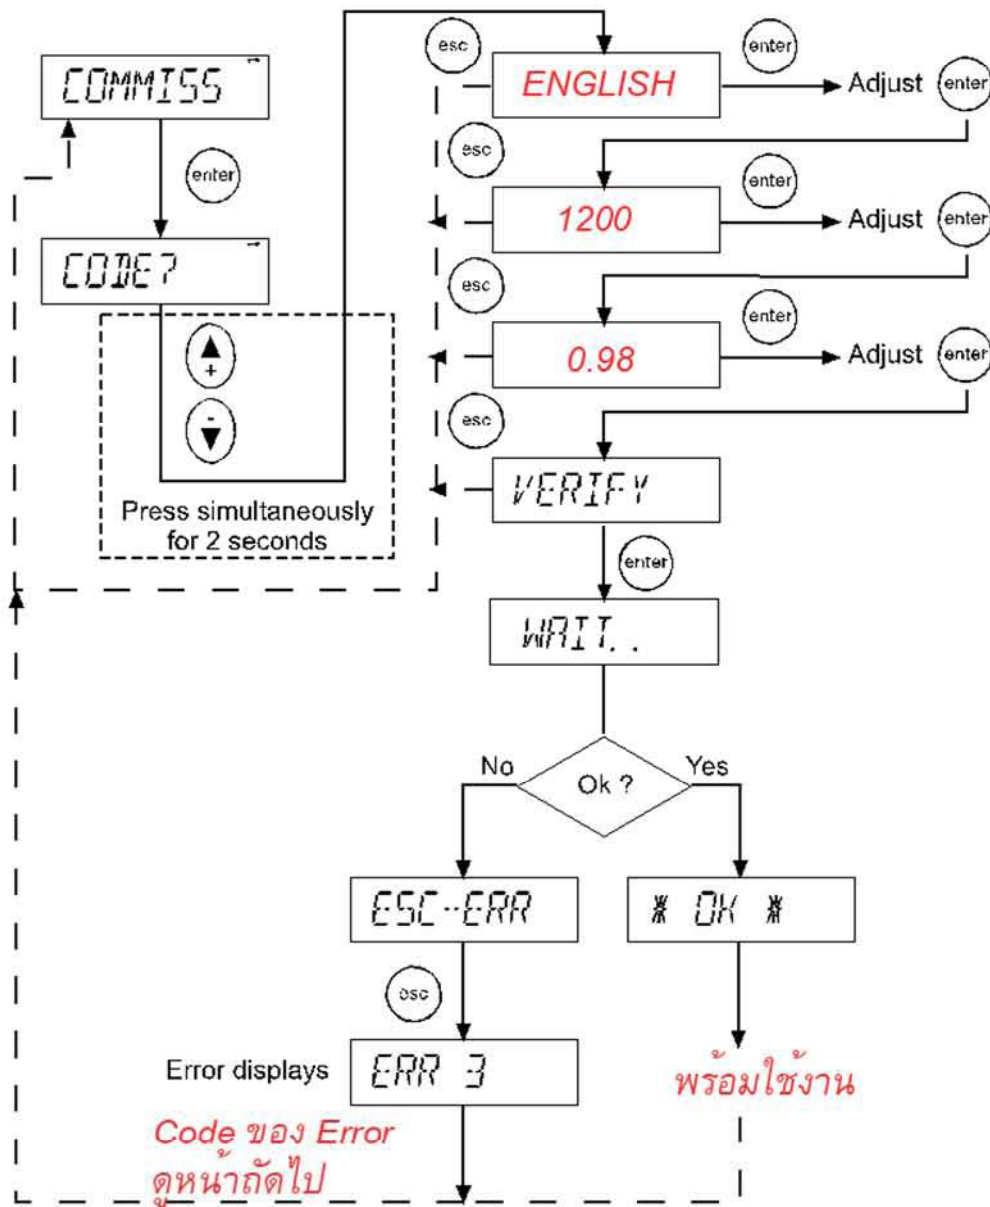 COMMISS
enter
CODE?
+
-
Press simultaneously
for 2 seconds
esc
ENGLISH
enter
Adjust
enter
esc
1200
enter
Adjust
enter
esc
0.98
enter
Adjust
enter
esc
VERIFY
enter
WAIT..
No
Ok ?
Yes
ESC--ERR
* OK *
esc
Error displays
ERR 3
พร้อมใช้งาน
Code ของ Error
ดูหน้าถัดไป